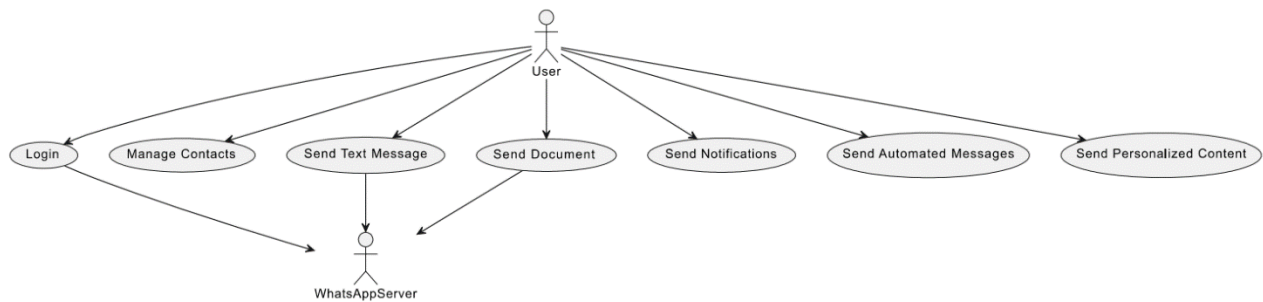 User
Login
Manage Contacts
Send Text Message
Send Document
Send Notifications
Send Automated Messages
Send Personalized Content
WhatsAppServer